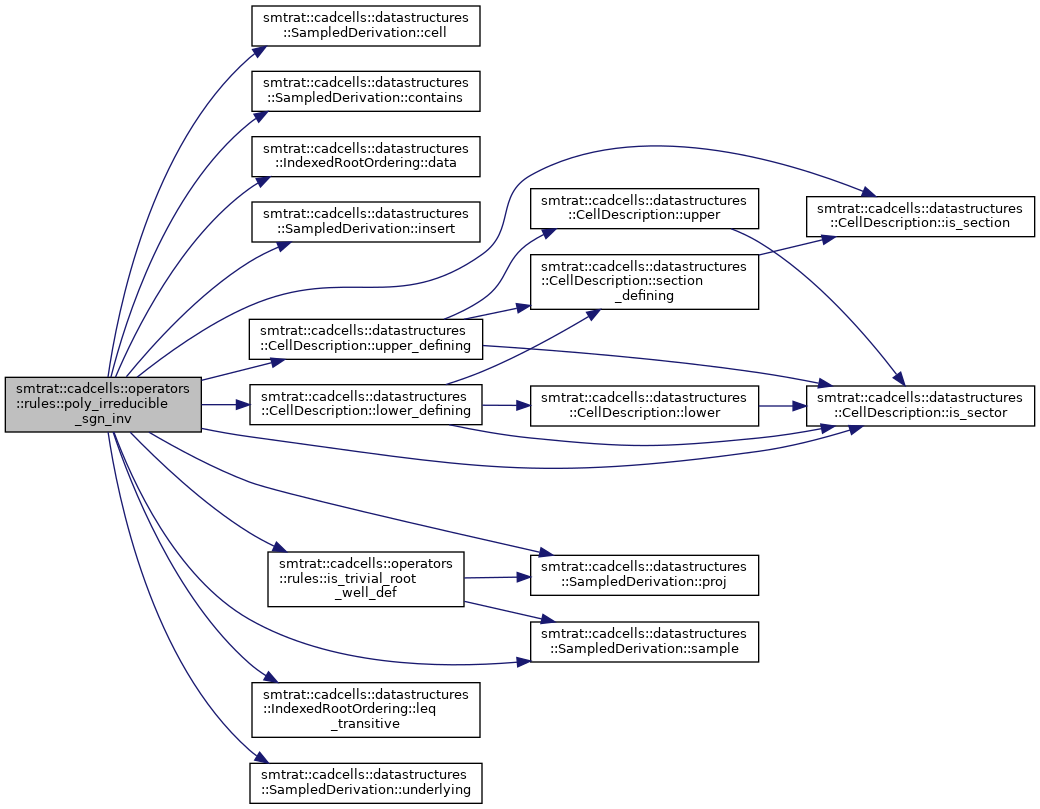 smtrat::cadcells::datastructures
::SampledDerivation::cell
smtrat::cadcells::datastructures
::SampledDerivation::contains
smtrat::cadcells::datastructures
::IndexedRootOrdering::data
smtrat::cadcells::datastructures
::SampledDerivation::insert
smtrat::cadcells::datastructures
::CellDescription::upper
smtrat::cadcells::datastructures
::CellDescription::is_section
smtrat::cadcells::datastructures
::CellDescription::section
_defining
smtrat::cadcells::datastructures
::CellDescription::upper_defining
smtrat::cadcells::operators
::rules::poly_irreducible
_sgn_inv
smtrat::cadcells::datastructures
::CellDescription::lower_defining
smtrat::cadcells::datastructures
::CellDescription::lower
smtrat::cadcells::datastructures
::CellDescription::is_sector
smtrat::cadcells::operators
::rules::is_trivial_root
_well_def
smtrat::cadcells::datastructures
::SampledDerivation::proj
smtrat::cadcells::datastructures
::SampledDerivation::sample
smtrat::cadcells::datastructures
::IndexedRootOrdering::leq
_transitive
smtrat::cadcells::datastructures
::SampledDerivation::underlying